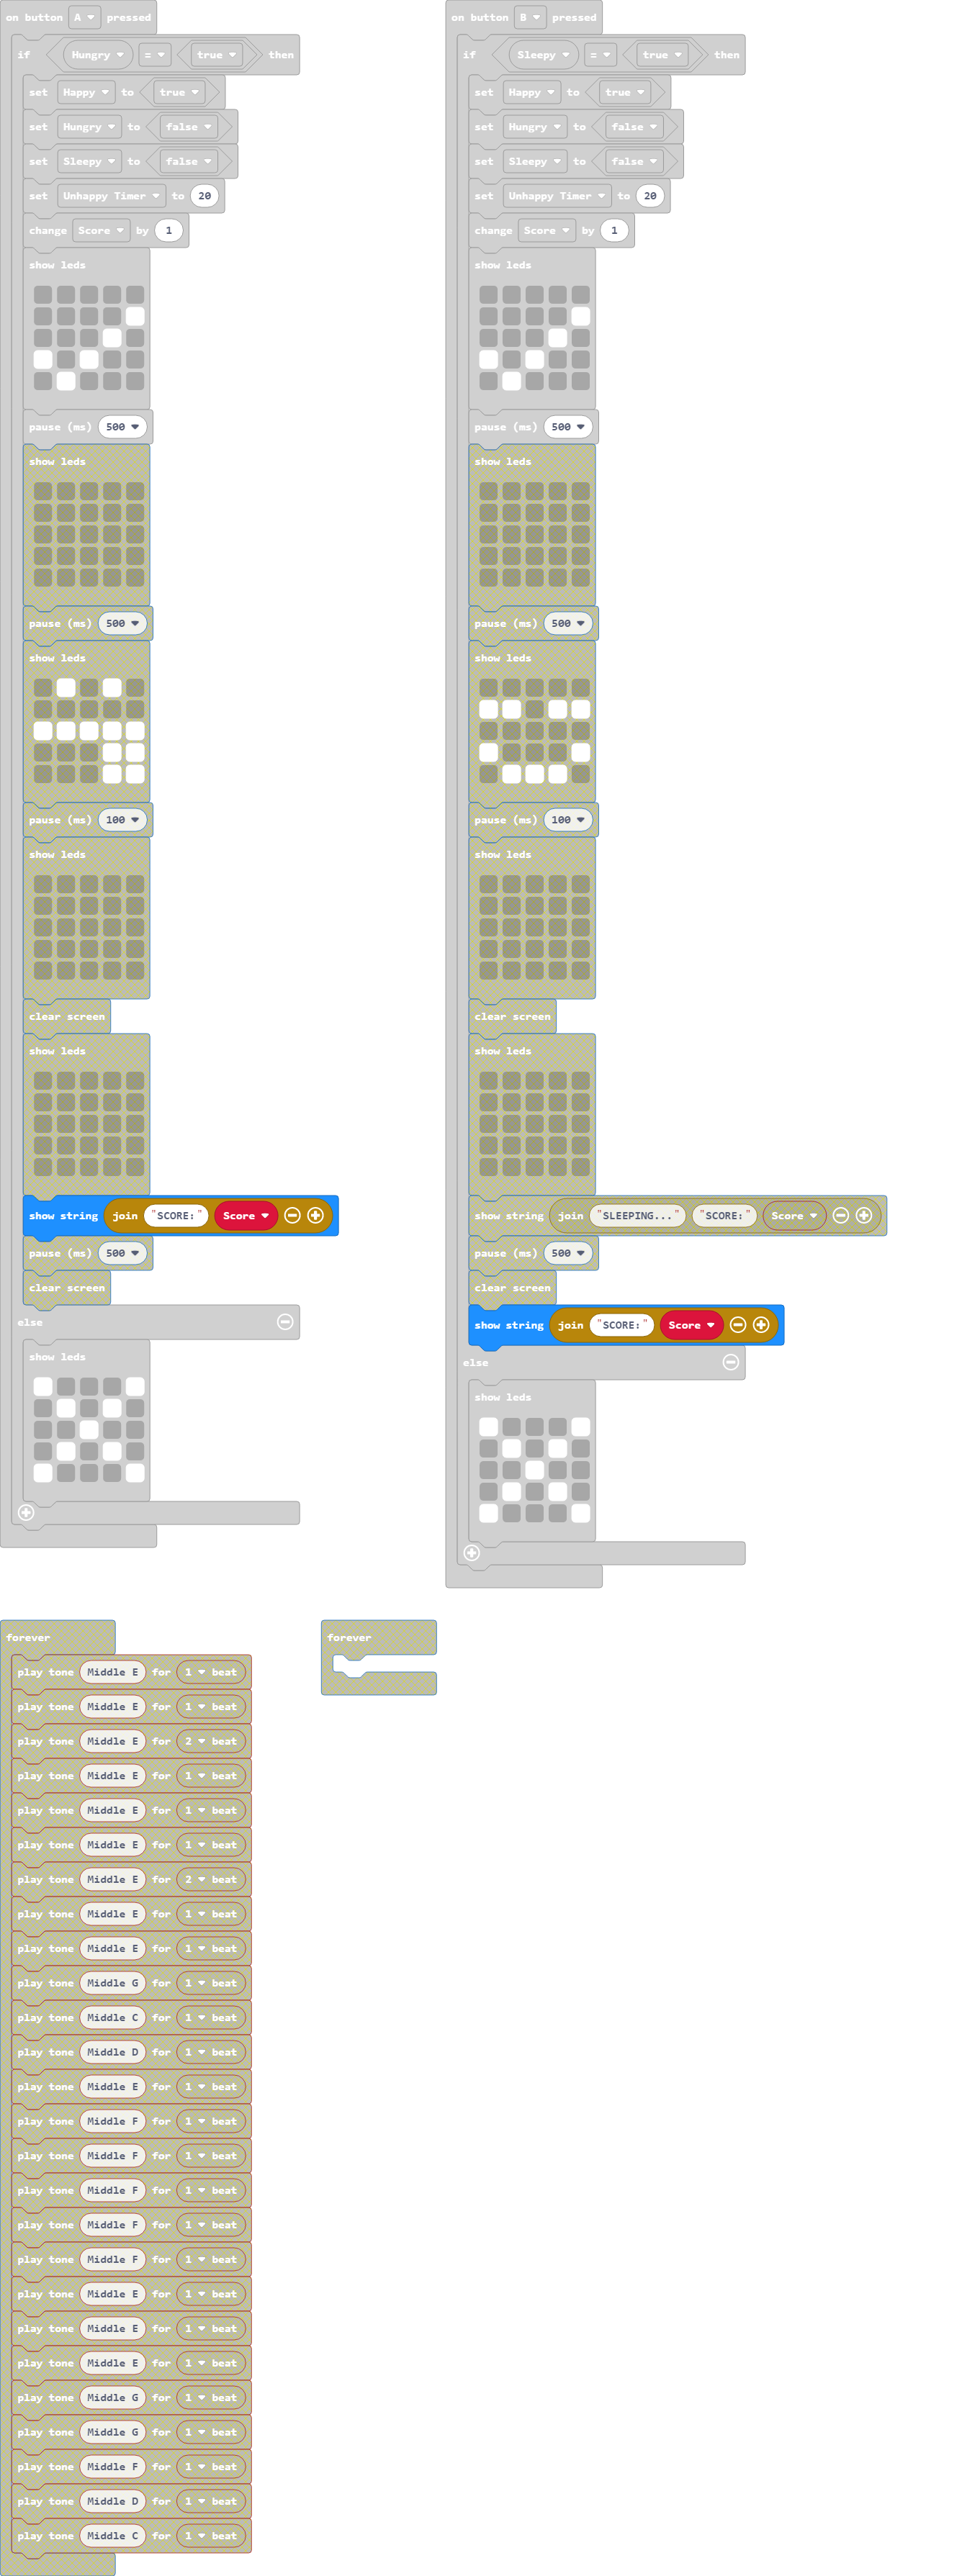 on button A pressed
if Hungry = true then
set Happy to true
set Hungry to false
set Sleepy to false
set Unhappy Timer to 20
change Score by 1
show leds
pause (ms) 500
show leds
pause (ms) 500
show leds
pause (ms) 100
show leds
clear screen
show leds
show string join "SCORE:" Score
pause (ms) 500
clear screen
else
show leds
on button B pressed
if Sleepy = true then
set Happy to true
set Hungry to false
set Sleepy to false
set Unhappy Timer to 20
change Score by 1
show leds
pause (ms) 500
show leds
pause (ms) 500
show leds
pause (ms) 100
show leds
clear screen
show leds
show string join "SLEEPING..." "SCORE:" Score
pause (ms) 500
clear screen
show string join "SCORE:" Score
else
show leds
forever
play tone Middle E for 1 beat
play tone Middle E for 1 beat
play tone Middle E for 2 beat
play tone Middle E for 1 beat
play tone Middle E for 1 beat
play tone Middle E for 1 beat
play tone Middle E for 2 beat
play tone Middle E for 1 beat
play tone Middle E for 1 beat
play tone Middle G for 1 beat
play tone Middle C for 1 beat
play tone Middle D for 1 beat
play tone Middle E for 1 beat
play tone Middle F for 1 beat
play tone Middle F for 1 beat
play tone Middle F for 1 beat
play tone Middle F for 1 beat
play tone Middle F for 1 beat
play tone Middle E for 1 beat
play tone Middle E for 1 beat
play tone Middle E for 1 beat
play tone Middle G for 1 beat
play tone Middle G for 1 beat
play tone Middle F for 1 beat
play tone Middle D for 1 beat
play tone Middle C for 1 beat
forever